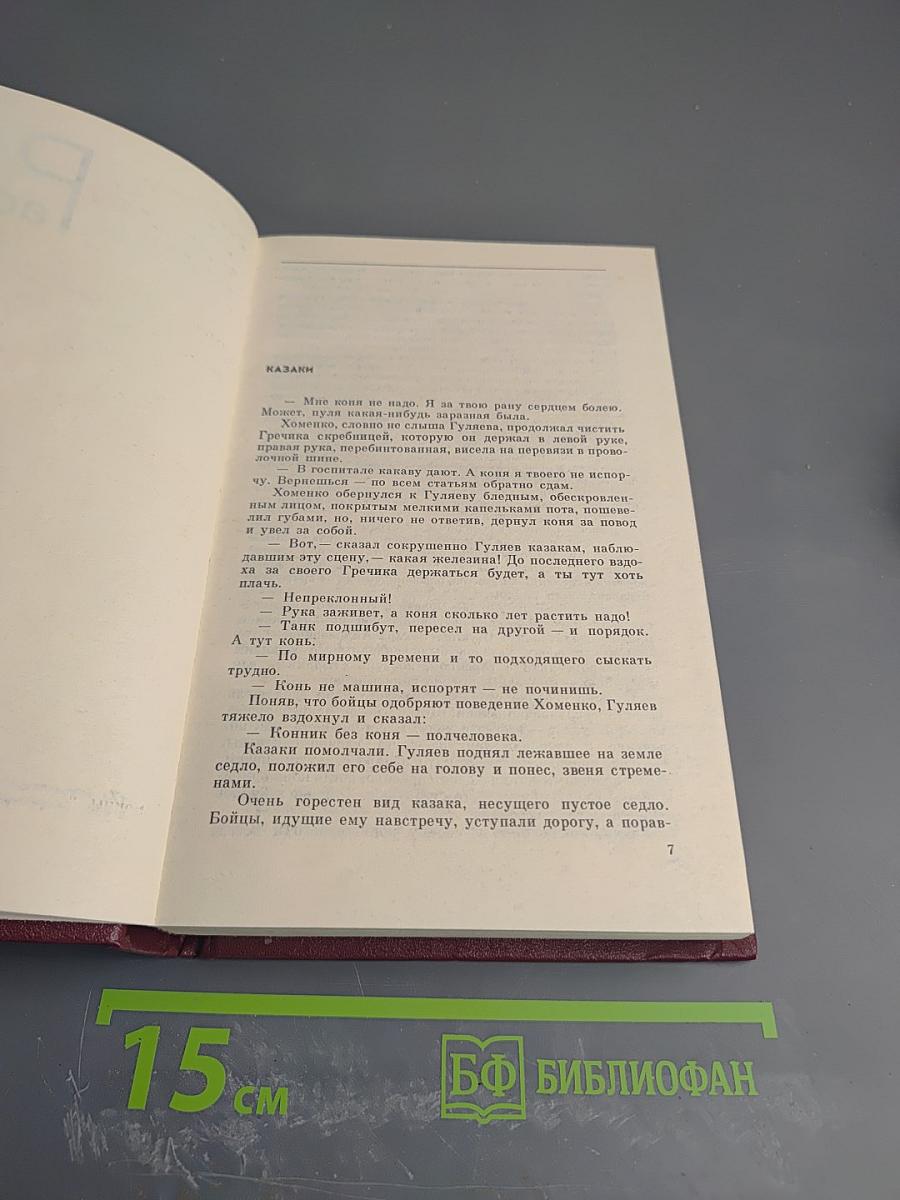 КАЗАКИ
— Мне коня не надо. Я за твою рану сердцем болею.
Может, пуля какая-нибудь заразная была.
Хоменко, словно не слыша Гуляева, продолжал чистить
Гречика скребницей, которую он держал в левой руке,
правая рука, перебинтованная, висела на перевязи в прово-
лочной шине.
— В госпитале какаву дают. А коня я твоего не испор-
чу. Вернешься — по всем статьям обратно сдам.
Хоменко обернулся к Гуляеву бледным, обескровлен-
ным лицом, покрытым мелкими капельками пота, пошеве-
лил губами, но, ничего не ответив, дернул коня за повод
и увел за собой.
— Вот,— сказал сокрушенно Гуляев казакам, наблю-
давшим эту сцену,— какая железина! До последнего вздо-
ха за своего Гречика держаться будет, а ты тут хоть
плачь.
— Непреклонный!
— Рука заживет, а коня сколько лет растить надо!
— Танк подшибут, пересел на другой — и порядок.
А тут конь:
— По мирному времени и то подходящего сыскать
трудно.
— Конь не машина, испортят — не починишь.
Поняв, что бойцы одобряют поведение Хоменко, Гуляев
тяжело вздохнул и сказал:
— Конник без коня — полчеловека.
Казаки помолчали. Гуляев поднял лежавшее на земле
седло, положил его себе на голову и понес, звеня стреме-
нами.
Очень горестен вид казака, несущего пустое седло.
Бойцы, идущие ему навстречу, уступали дорогу, а порав-
7
15 см
БФ БИБЛИОФАН